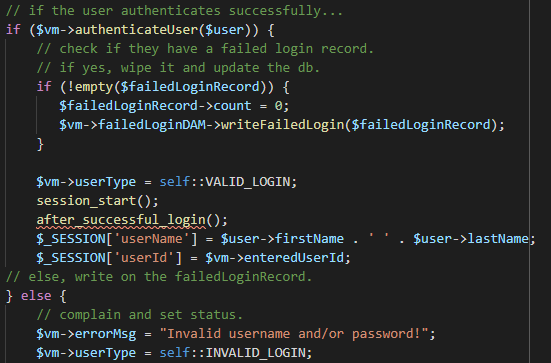 // if the user authenticates successfully...
if ($vm->authenticateUser($user)) {
// check if they have a failed login record.
// if yes, wipe it and update the db.
if (!empty($failedLoginRecord)) {
$failedLoginRecord->count = 0;
$vm->failedLoginDAM->writeFailedLogin($failedLoginRecord);
}
$vm->userType = self::VALID_LOGIN;
session_start();
after_successful_login();
$_SESSION['userName'] = $user->firstName . ' ' . $user->lastName;
$_SESSION['userId'] = $vm->enteredUserId;
// else, write on the failedLoginRecord.
} else {
// complain and set status.
$vm->errorMsg = "Invalid username and/or password!";
$vm->userType = self::INVALID_LOGIN;